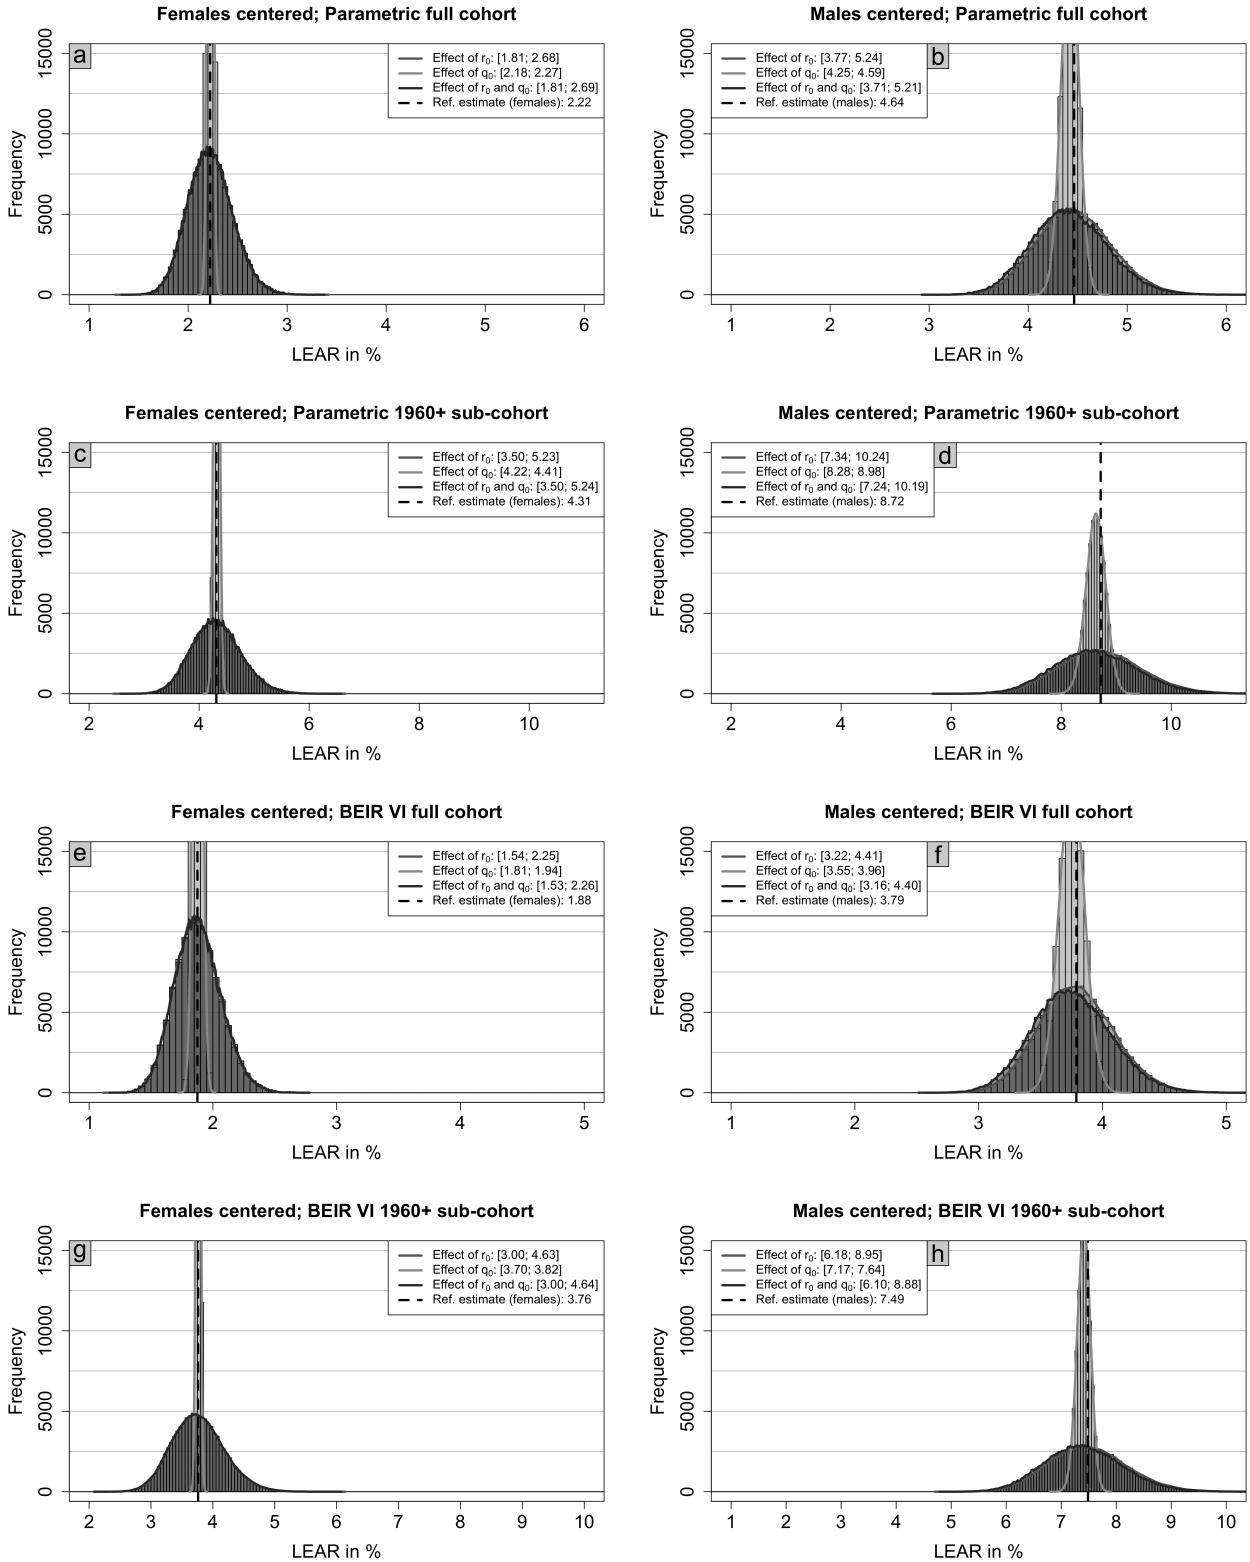 Females centered; Parametric full cohort
a
Effect of r0: [1.81; 2.68]
Effect of q0: [2.18; 2.27]
Effect of r0 and q0: [1.81; 2.69]
Ref. estimate (females): 2.22
Frequency
0 5000 10000 15000
1 2 3 4 5 6
LEAR in %
Males centered; Parametric full cohort
b
Effect of r0: [3.77; 5.24]
Effect of q0: [4.25; 4.59]
Effect of r0 and q0: [3.71; 5.21]
Ref. estimate (males): 4.64
Frequency
0 5000 10000 15000
1 2 3 4 5 6
LEAR in %
Females centered; Parametric 1960+ sub-cohort
c
Effect of r0: [3.50; 5.23]
Effect of q0: [4.22; 4.41]
Effect of r0 and q0: [3.50; 5.24]
Ref. estimate (females): 4.31
Frequency
0 5000 10000 15000
2 4 6 8 10
LEAR in %
Males centered; Parametric 1960+ sub-cohort
d
Effect of r0: [7.34; 10.24]
Effect of q0: [8.28; 8.98]
Effect of r0 and q0: [7.24; 10.19]
Ref. estimate (males): 8.72
Frequency
0 5000 10000 15000
2 4 6 8 10
LEAR in %
Females centered; BEIR VI full cohort
e
Effect of r0: [1.54; 2.25]
Effect of q0: [1.81; 1.94]
Effect of r0 and q0: [1.53; 2.26]
Ref. estimate (females): 1.88
Frequency
0 5000 10000 15000
1 2 3 4 5
LEAR in %
Males centered; BEIR VI full cohort
f
Effect of r0: [3.22; 4.41]
Effect of q0: [3.55; 3.96]
Effect of r0 and q0: [3.16; 4.40]
Ref. estimate (males): 3.79
Frequency
0 5000 10000 15000
1 2 3 4 5
LEAR in %
Females centered; BEIR VI 1960+ sub-cohort
g
Effect of r0: [3.00; 4.63]
Effect of q0: [3.70; 3.82]
Effect of r0 and q0: [3.00; 4.64]
Ref. estimate (females): 3.76
Frequency
0 5000 10000 15000
2 3 4 5 6 7 8 9 10
LEAR in %
Males centered; BEIR VI 1960+ sub-cohort
h
Effect of r0: [6.18; 8.95]
Effect of q0: [7.17; 7.64]
Effect of r0 and q0: [6.10; 8.88]
Ref. estimate (males): 7.49
Frequency
0 5000 10000 15000
1 2 3 4 5 6 7 8 9 10
LEAR in %